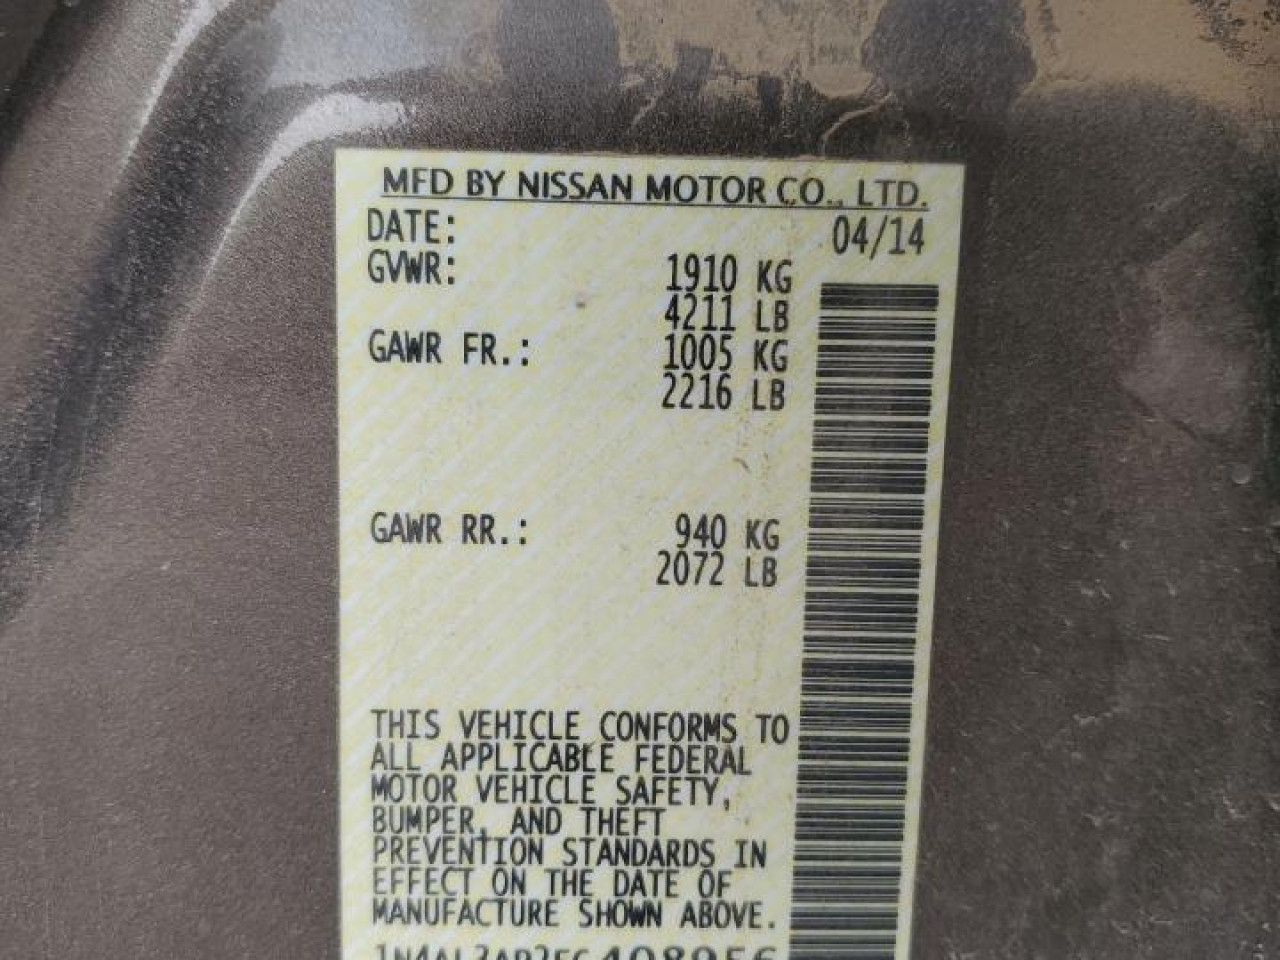 MFD BY NISSAN MOTOR CO., LTD.
DATE: 04/14
GVWR: 1910 KG
4211 LB
GAWR FR.: 1005 KG
2216 LB
GAWR RR.: 940 KG
2072 LB
THIS VEHICLE CONFORMS TO
ALL APPLICABLE FEDERAL
MOTOR VEHICLE SAFETY,
BUMPER, AND THEFT
PREVENTION STANDARDS IN
EFFECT ON THE DATE OF
MANUFACTURE SHOWN ABOVE.